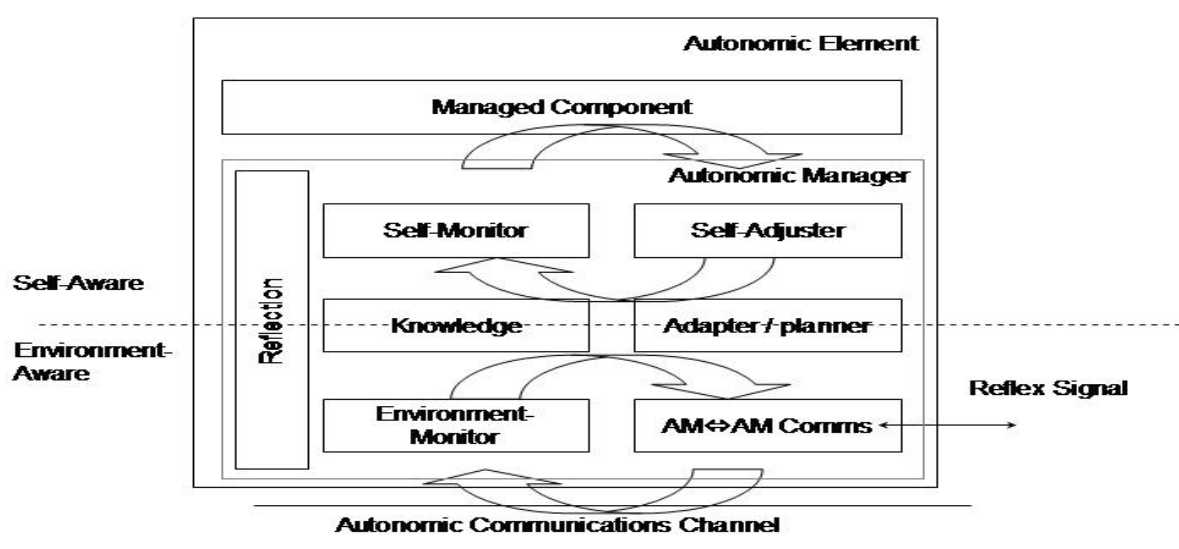 Autonomic Element
Managed Component
Autonomic Manager
Self-Monitor
Self-Adjuster
Self-Aware
Reflection
Knowledge
Adapter / planner
Environment-
Aware
Reflex Signal
Environment-
Monitor
AM⇔AM Comms
Autonomic Communications Channel